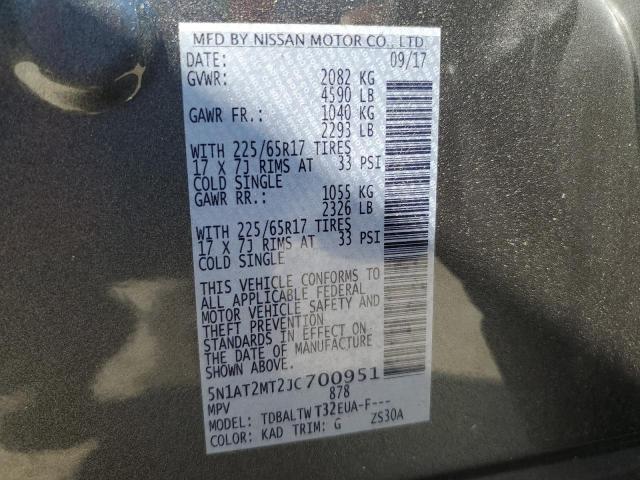 MFD BY NISSAN MOTOR CO., LTD
DATE: 09/17
GVWR: 2082 KG
4590 LB
GAWR FR.: 1040 KG
2293 LB
WITH 225/65R17 TIRES
17 X 7J RIMS AT 33 PSI
COLD SINGLE
GAWR RR.: 1055 KG
2326 LB
WITH 225/65R17 TIRES
17 X 7J RIMS AT 33 PSI
COLD SINGLE
THIS VEHICLE CONFORMS TO
ALL APPLICABLE FEDERAL
MOTOR VEHICLE SAFETY AND
THEFT PREVENTION
STANDARDS IN EFFECT ON
THE DATE OF MANUFACTURE
SHOWN ABOVE.
5N1AT2MT2JC700951
MPV 878
MODEL: TDBALTW T32EUA-F---
COLOR: KAD TRIM: G ZS30A